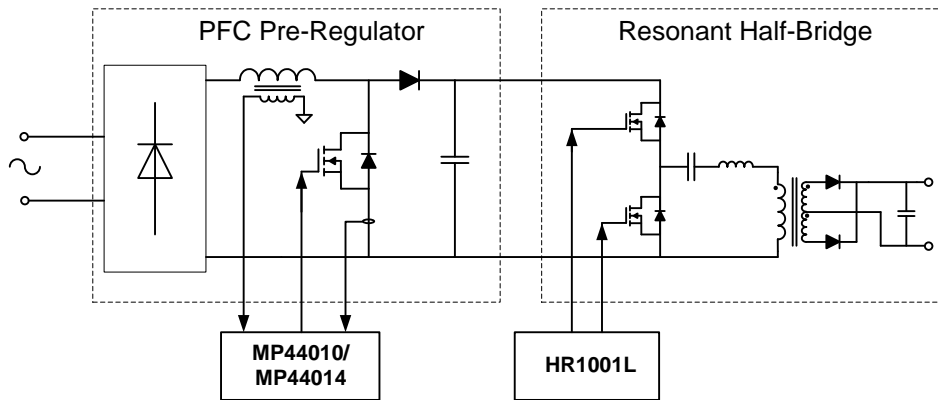 PFC Pre-Regulator
Resonant Half-Bridge
MP44010/
MP44014
HR1001L